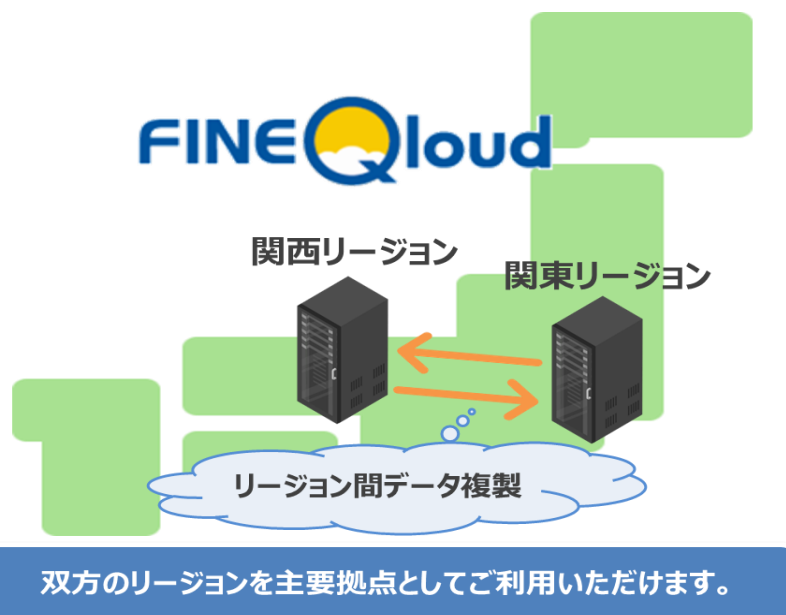 FINEQloud
関西リージョン
関東リージョン
リージョン間データ複製
双方のリージョンを主要拠点としてご利用いただけます。